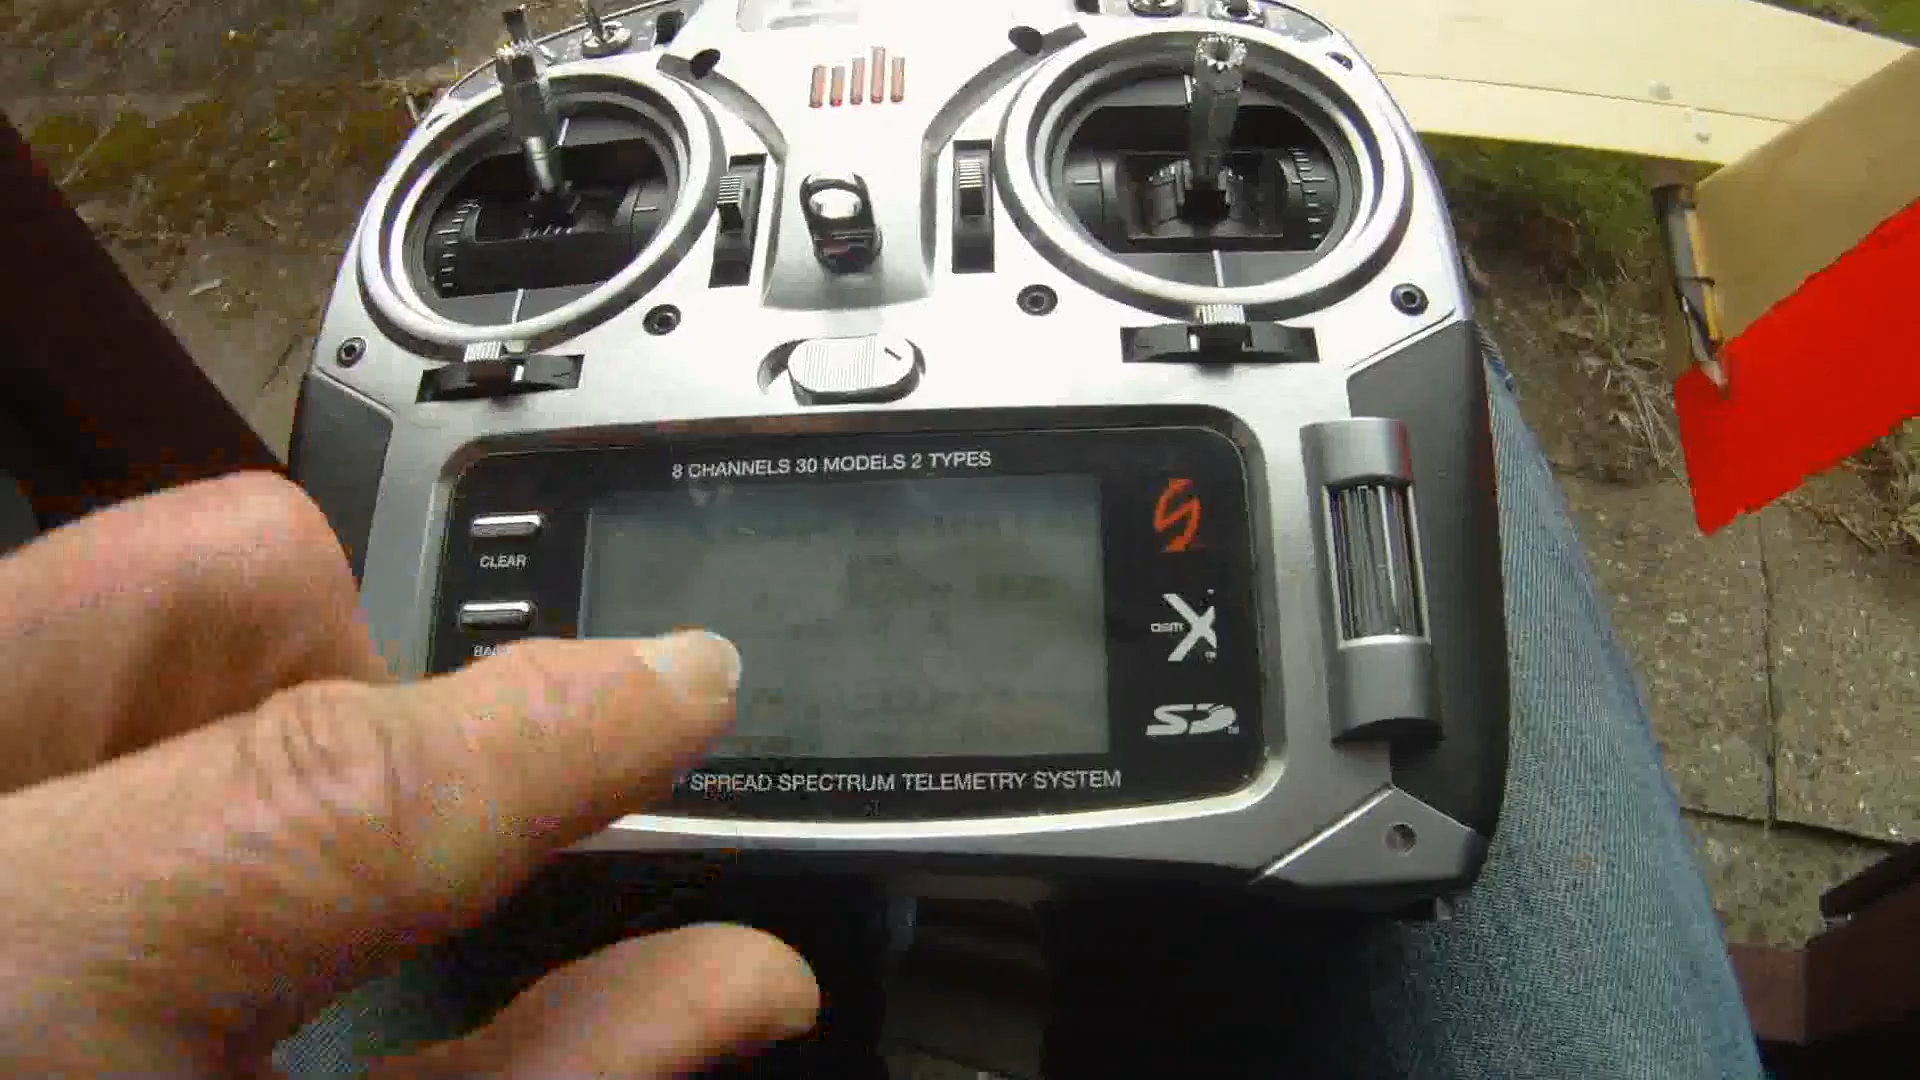 8 CHANNELS 30 MODELS 2 TYPES
CLEAR
SPREAD SPECTRUM TELEMETRY SYSTEM
DSM X
SD